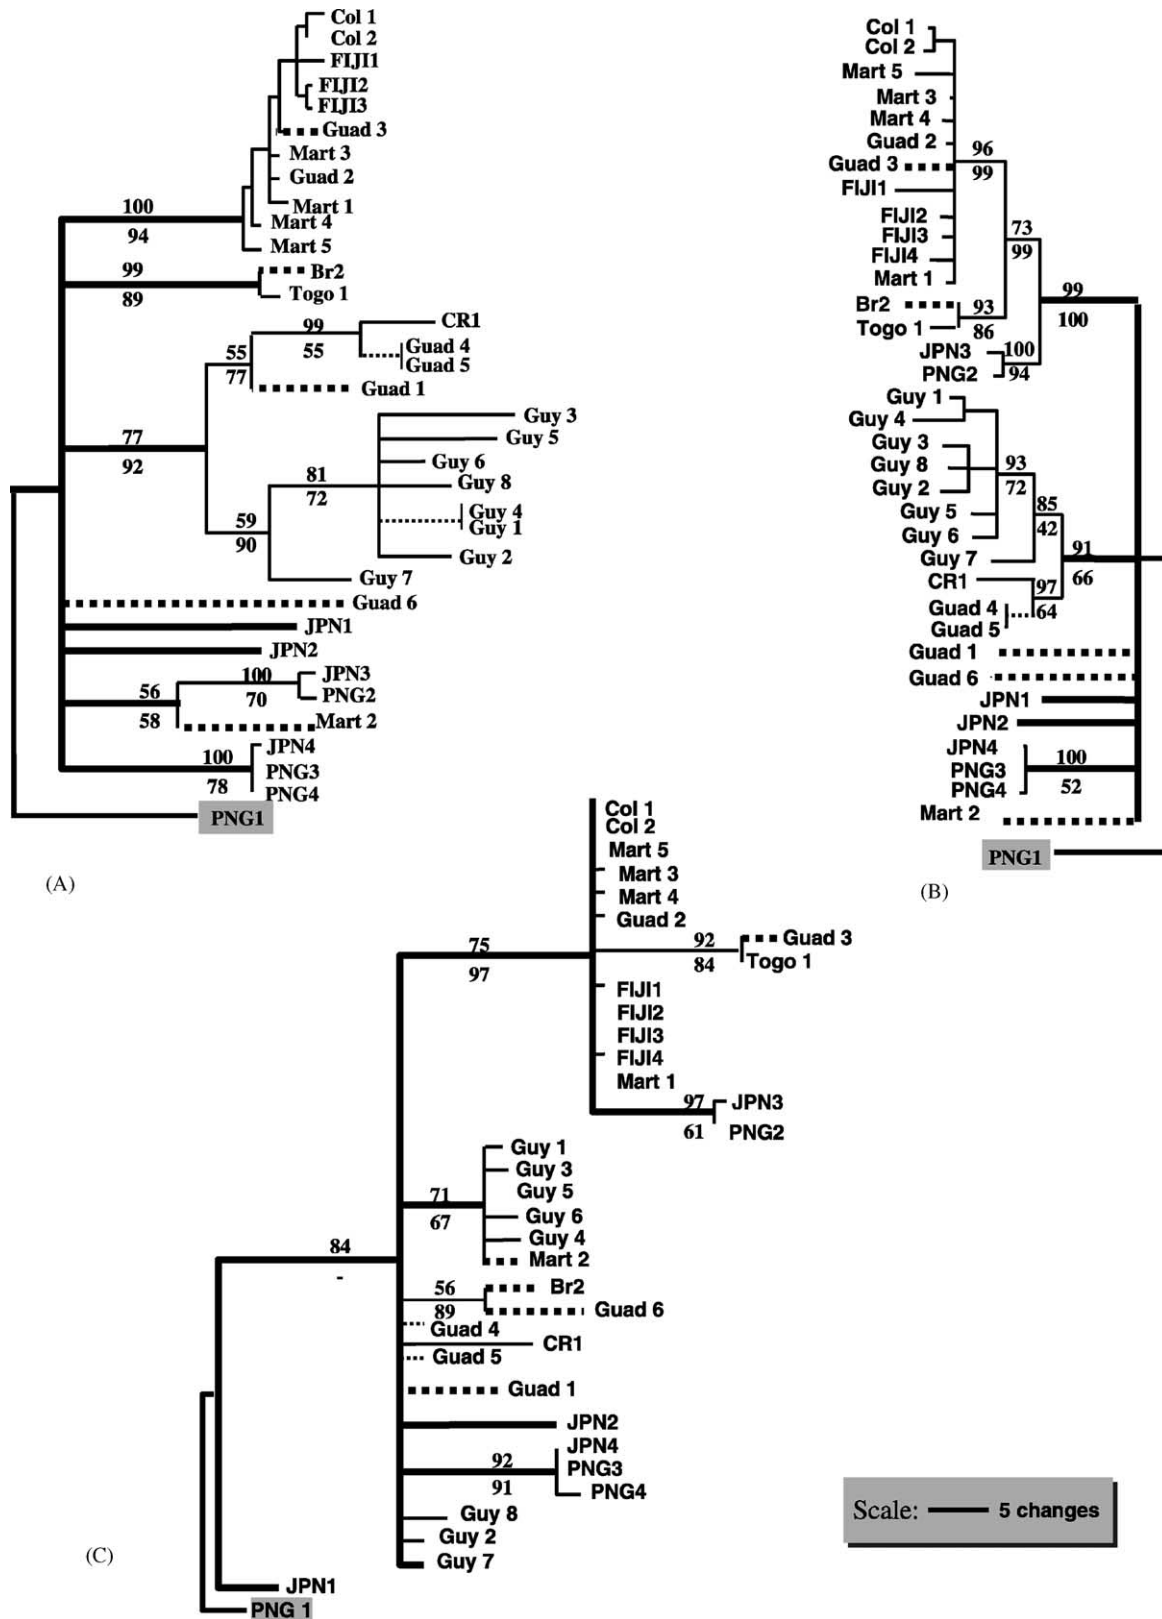 Col 1
Col 2
FIJI1
FIJI2
FIJI3
Guad 3
Mart 3
Guad 2
Mart 1
Mart 4
Mart 5
100
94
99
89
Br2
Togo 1
CR1
99
55
Guad 4
Guad 5
55
77
Guad 1
77
92
Guy 3
Guy 5
Guy 6
81
72
Guy 8
Guy 4
Guy 1
59
90
Guy 2
Guy 7
Guad 6
JPN1
JPN2
100
70
JPN3
PNG2
56
58
Mart 2
JPN4
100
78
PNG3
PNG4
PNG1
(A)
Col 1
Col 2
Mart 5
Mart 3
Mart 4
Guad 2
96
99
Guad 3
FIJI1
FIJI2
FIJI3
FIJI4
Mart 1
73
99
99
100
Br2
Togo 1
93
86
JPN3
PNG2
100
94
Guy 1
Guy 4
Guy 3
Guy 8
Guy 2
93
72
Guy 5
Guy 6
85
42
Guy 7
91
66
CR1
97
64
Guad 4
Guad 5
Guad 1
Guad 6
JPN1
JPN2
JPN4
PNG3
PNG4
100
52
Mart 2
PNG1
(B)
Col 1
Col 2
Mart 5
Mart 3
Mart 4
Guad 2
75
97
92
84
Guad 3
Togo 1
FIJI1
FIJI2
FIJI3
FIJI4
Mart 1
97
61
JPN3
PNG2
Guy 1
Guy 3
Guy 5
71
67
Guy 6
Guy 4
Mart 2
84
-
56
89
Br2
Guad 6
Guad 4
CR1
Guad 5
Guad 1
JPN2
JPN4
92
91
PNG3
PNG4
Guy 8
Guy 2
Guy 7
JPN1
PNG 1
(C)
Scale: 5 changes